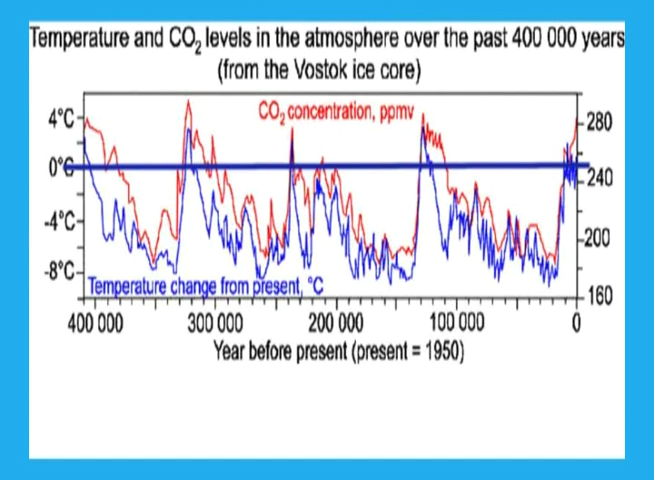 Temperature and CO₂ levels in the atmosphere over the past 400 000 years
(from the Vostok ice core)
CO₂ concentration, ppmv
4°C
0°C
-4°C
-8°C
280
240
200
160
Temperature change from present, °C
400 000 300 000 200 000 100 000 0
Year before present (present = 1950)